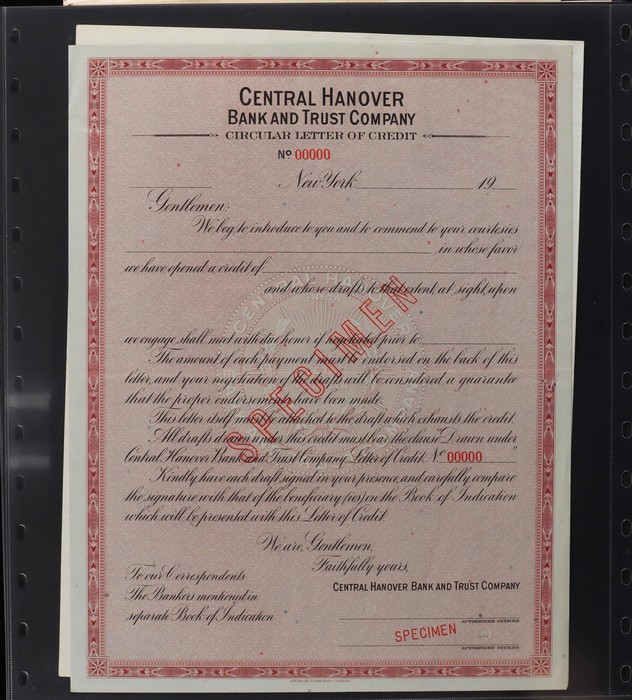 CENTRAL HANOVER
BANK AND TRUST COMPANY
CIRCULAR LETTER OF CREDIT
No 00000
New York 19
Gentlemen:
We beg to introduce to you and to commend to your courtesies
, in whose favor
we have opened a credit of
and whose drafts to that extent, at sight, upon
we engage shall meet with due honor if negotiated prior to
The amount of each payment must be endorsed on the back of this
letter, and your negotiation of the drafts will be considered a guarantee
that the proper endorsements have been made.
This letter itself must be attached to the draft which exhausts the credit.
All drafts drawn under this credit must bear the clause "Drawn under
Central Hanover Bank and Trust Company Letter of Credit No 00000 "
Kindly have each draft signed in your presence, and carefully compare
the signature with that of the beneficiary (ies) on the Book of Indication
which will be presented with this Letter of Credit.
SPECIMEN
We are, Gentlemen,
Faithfully yours,
CENTRAL HANOVER BANK AND TRUST COMPANY
To our Correspondents
The Bankers mentioned in
separate Book of Indication
AUTHORIZED OFFICER
SPECIMEN
AUTHORIZED OFFICER